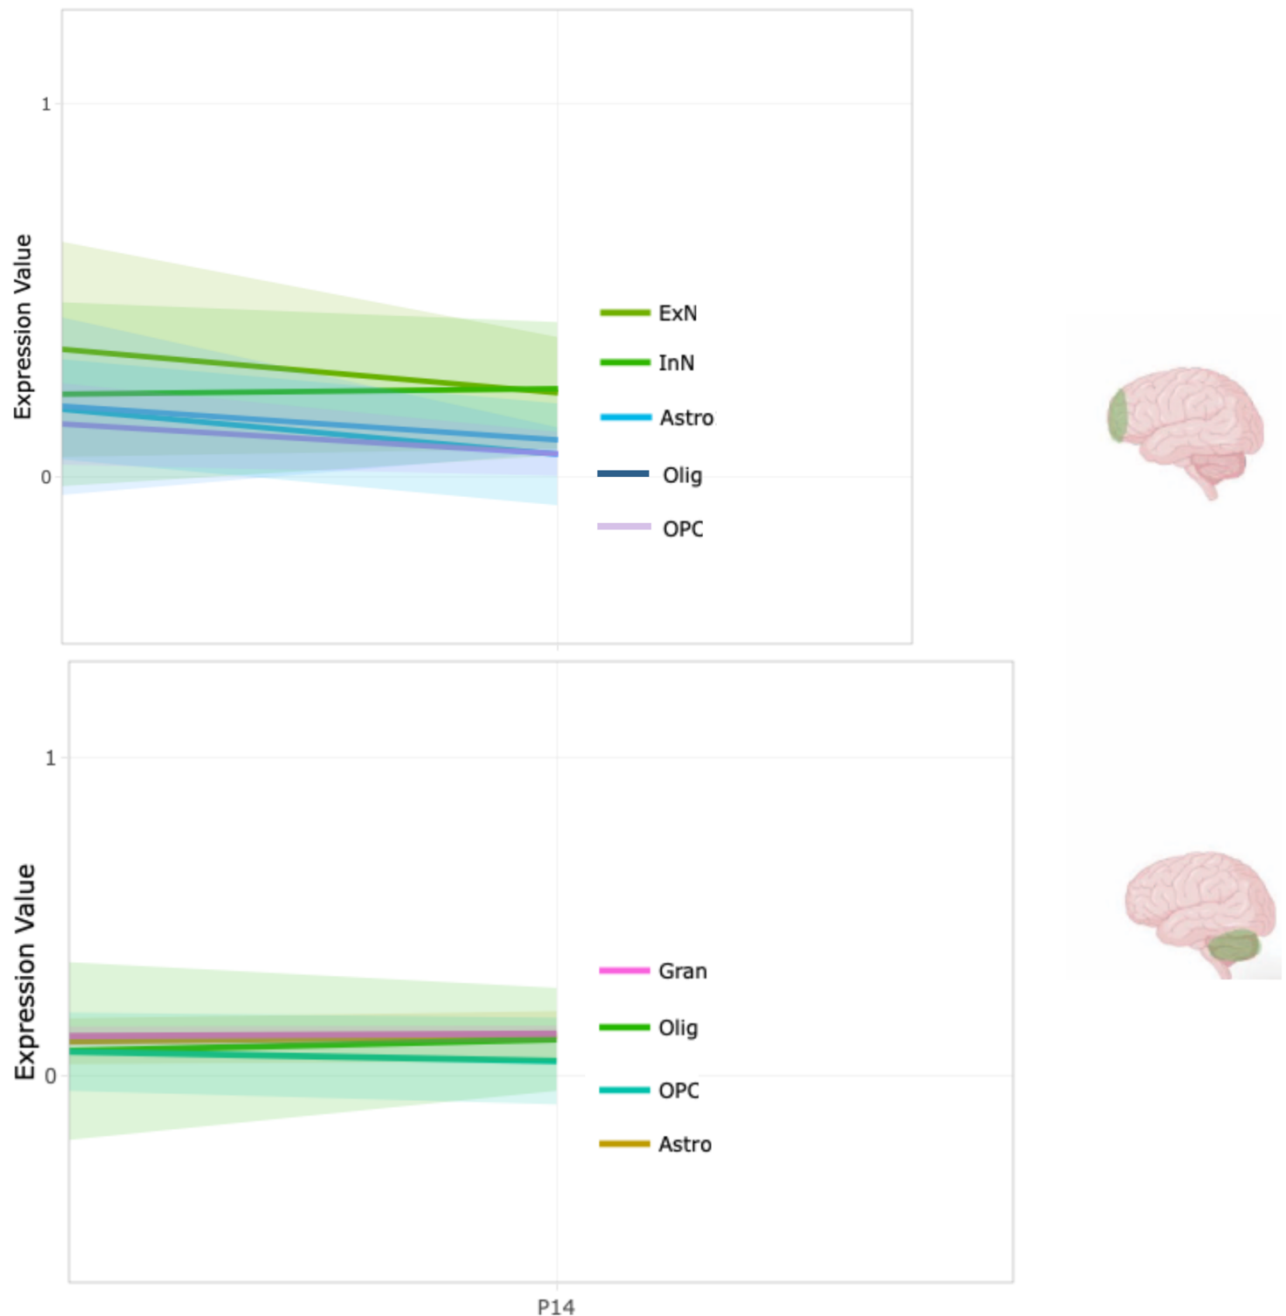 1
Expression Value
ExN
InN
Astro
0
Olig
OPC
1
Expression Value
Gran
Olig
0
OPC
Astro
P14